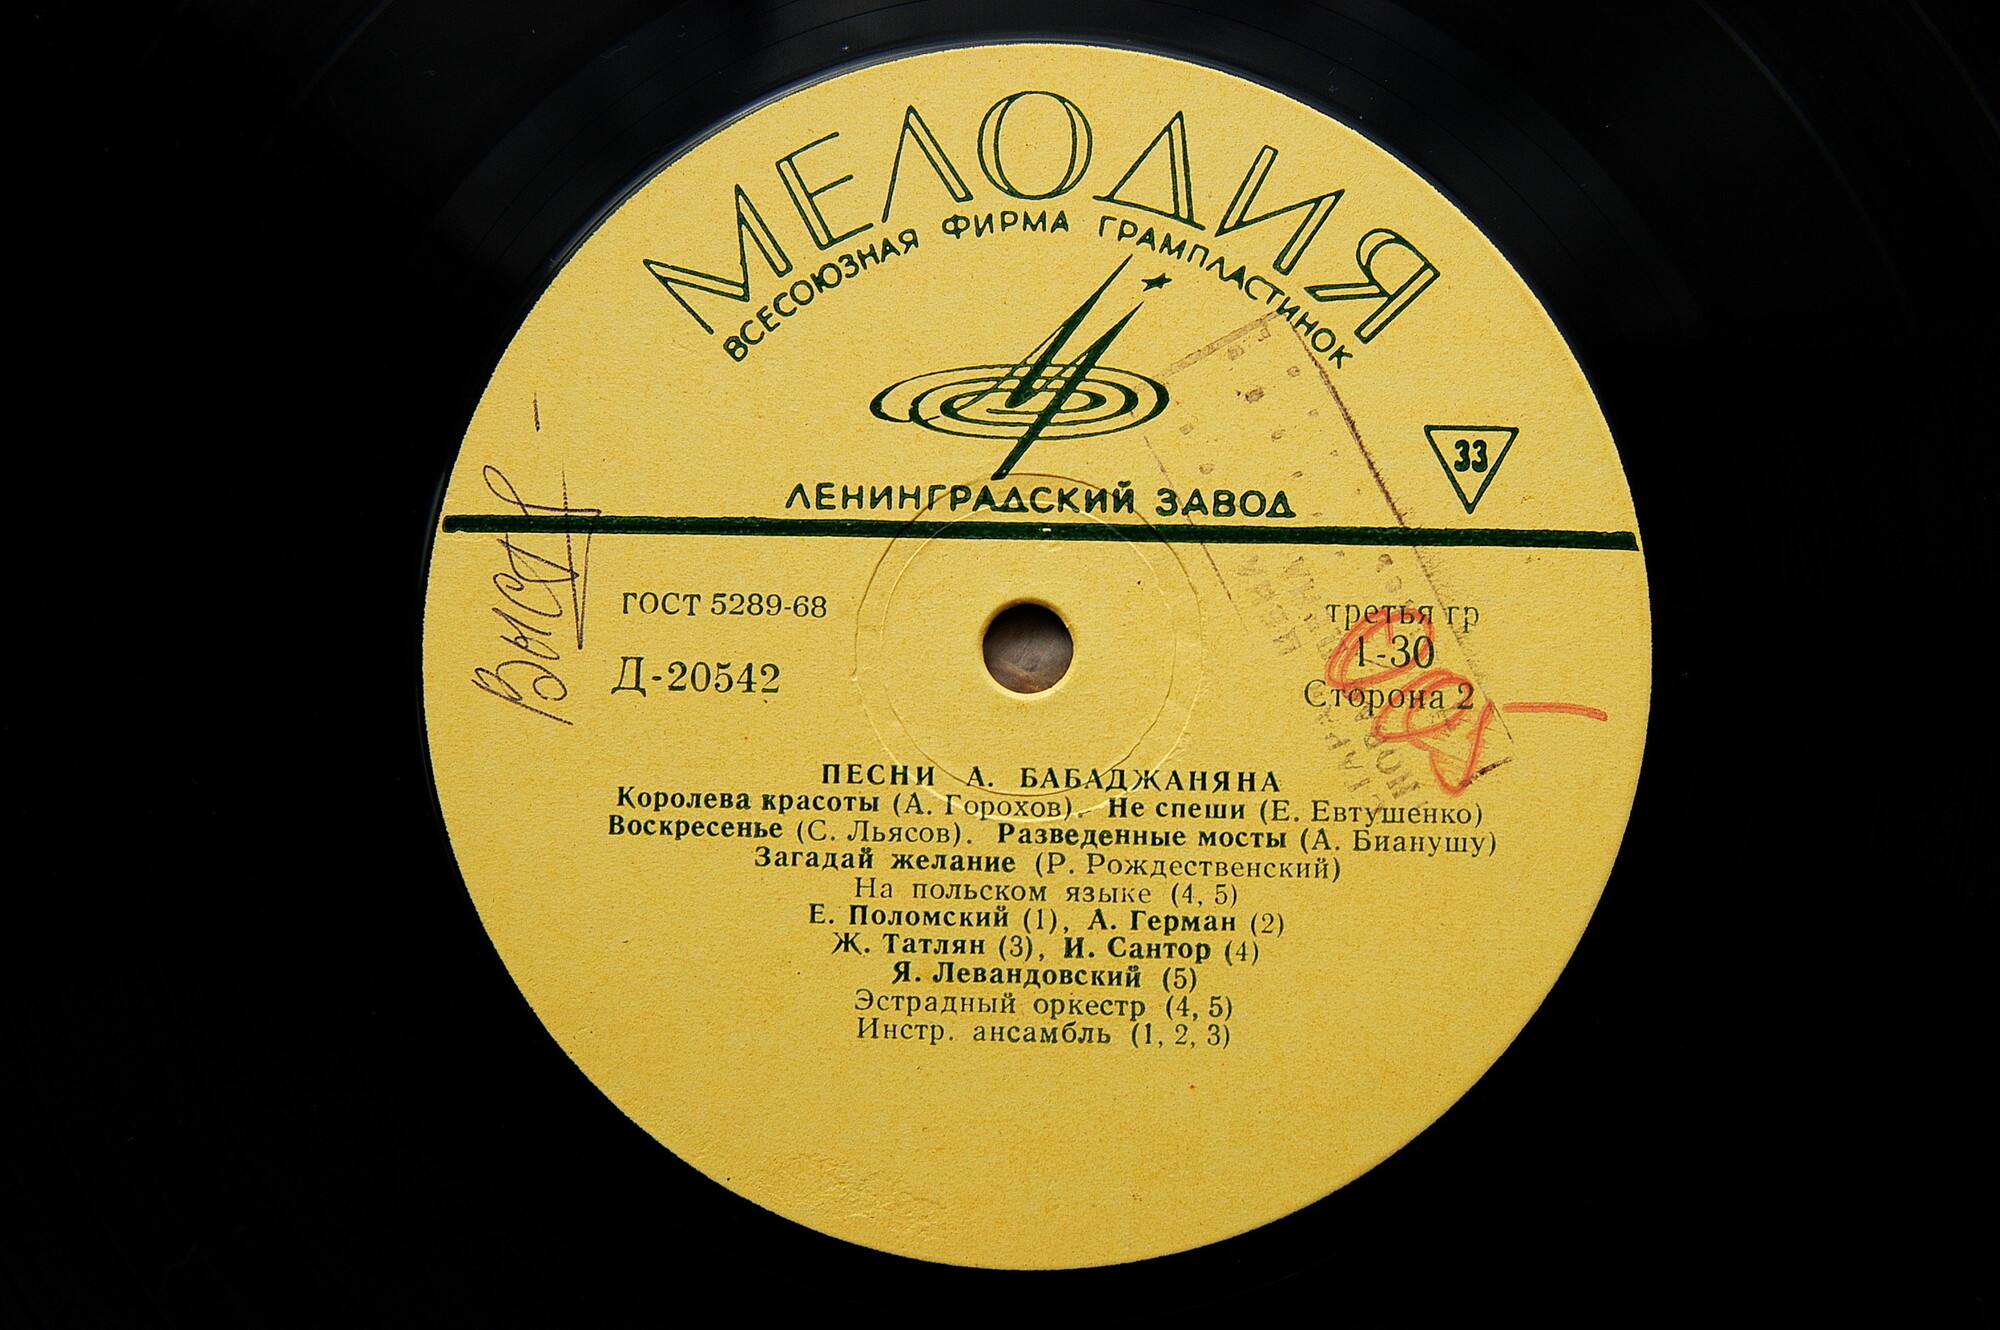 МЕЛОДИЯ
ВСЕСОЮЗНАЯ ФИРМА ГРАМПЛАСТИНОК
33
ЛЕНИНГРАДСКИЙ ЗАВОД
ГОСТ 5289-68
третья гр
Д-20542
1-30
Сторона 2
ПЕСНИ А. БАБАДЖАНЯНА
Королева красоты (А. Горохов). Не спеши (Е. Евтушенко)
Воскресенье (С. Льясов). Разведенные мосты (А. Бианушу)
Загадай желание (Р. Рождественский)
На польском языке (4, 5)
Е. Поломский (1), А. Герман (2)
Ж. Татлян (3), И. Сантор (4)
Я. Левандовский (5)
Эстрадный оркестр (4, 5)
Инстр. ансамбль (1, 2, 3)